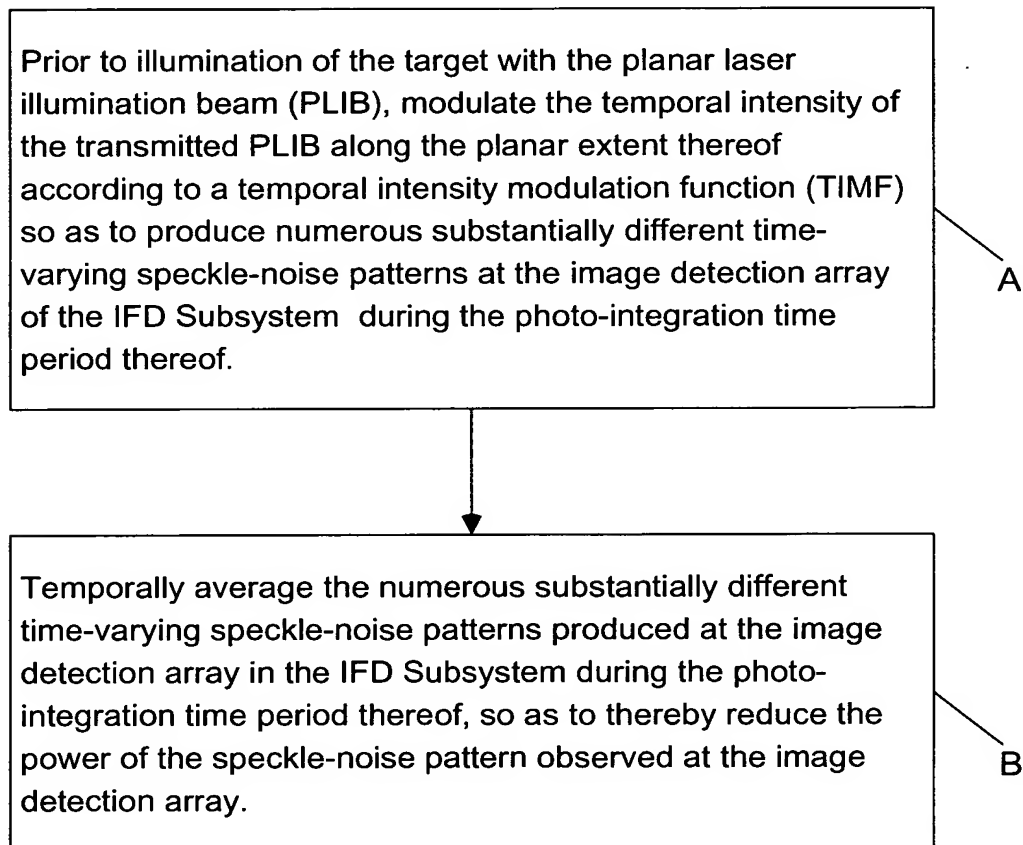 Prior to illumination of the target with the planar laser
illumination beam (PLIB), modulate the temporal intensity of
the transmitted PLIB along the planar extent thereof
according to a temporal intensity modulation function (TIMF)
so as to produce numerous substantially different time-
varying speckle-noise patterns at the image detection array
of the IFD Subsystem during the photo-integration time
period thereof.
A
Temporally average the numerous substantially different
time-varying speckle-noise patterns produced at the image
detection array in the IFD Subsystem during the photo-
integration time period thereof, so as to thereby reduce the
power of the speckle-noise pattern observed at the image
detection array.
B